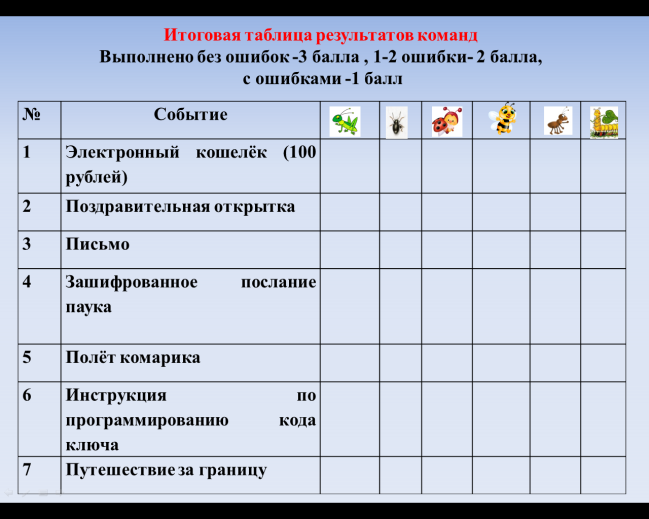 Итоговая таблица результатов команд
Выполнено без ошибок -3 балла , 1-2 ошибки- 2 балла,
с ошибками -1 балл
№ Событие
1 Электронный кошелёк (100
рублей)
2 Поздравительная открытка
3 Письмо
4 Зашифрованное послание
паука
5 Полёт комарика
6 Инструкция по
программированию кода
ключа
7 Путешествие за границу